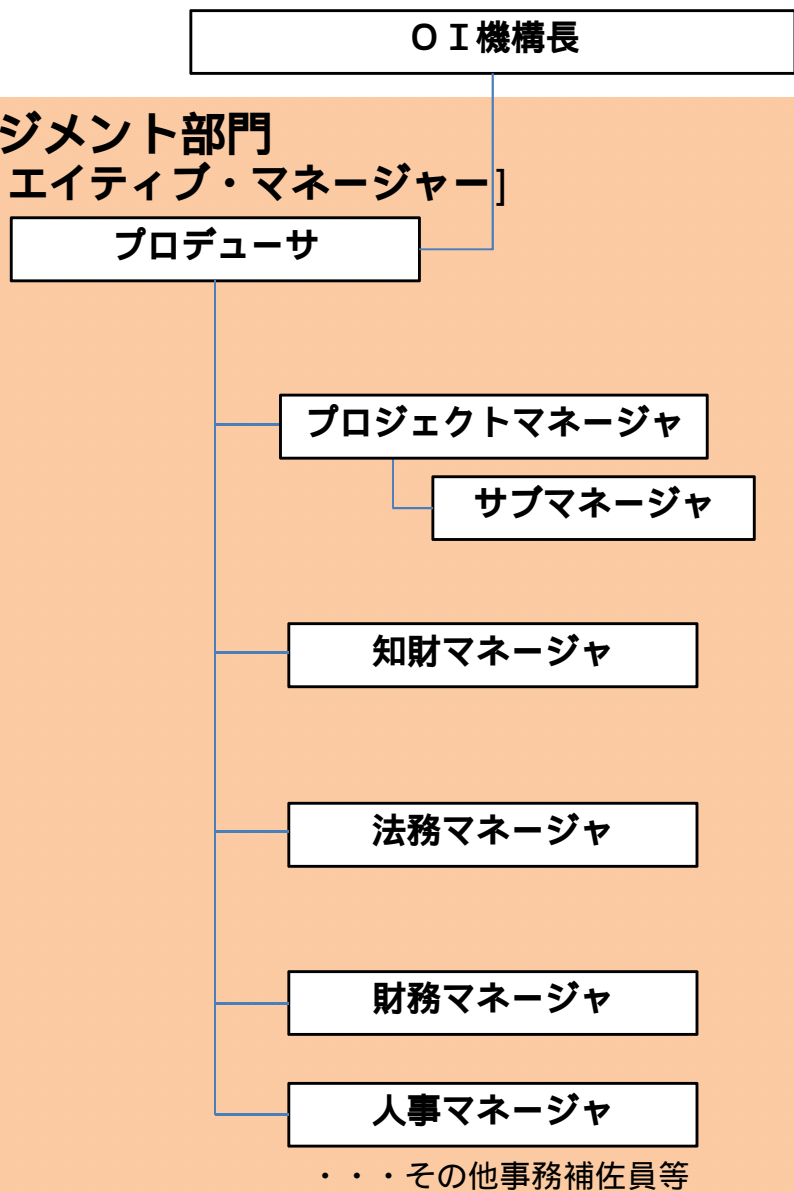 ＯＩ機構長
ジメント部門
エイティブ・マネージャー]
プロデューサ
プロジェクトマネージャ
サブマネージャ
知財マネージャ
法務マネージャ
財務マネージャ
人事マネージャ
・・・その他事務補佐員等